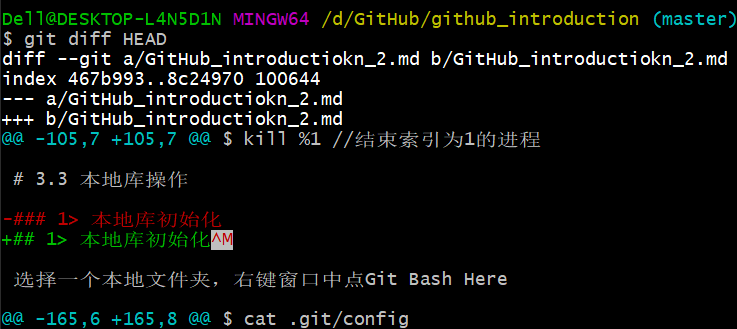 Dell@DESKTOP-L4N5D1N MINGW64 /d/GitHub/github_introduction (master)
$ git diff HEAD
diff --git a/GitHub_introductiokn_2.md b/GitHub_introductiokn_2.md
index 467b993..8c24970 100644
--- a/GitHub_introductiokn_2.md
+++ b/GitHub_introductiokn_2.md
@@ -105,7 +105,7 @@ $ kill %1 //结束索引为1的进程
# 3.3 本地库操作
-### 1> 本地库初始化
+## 1> 本地库初始化^M
选择一个本地文件夹，右键窗口中点Git Bash Here
@@ -165,6 +165,8 @@ $ cat .git/config